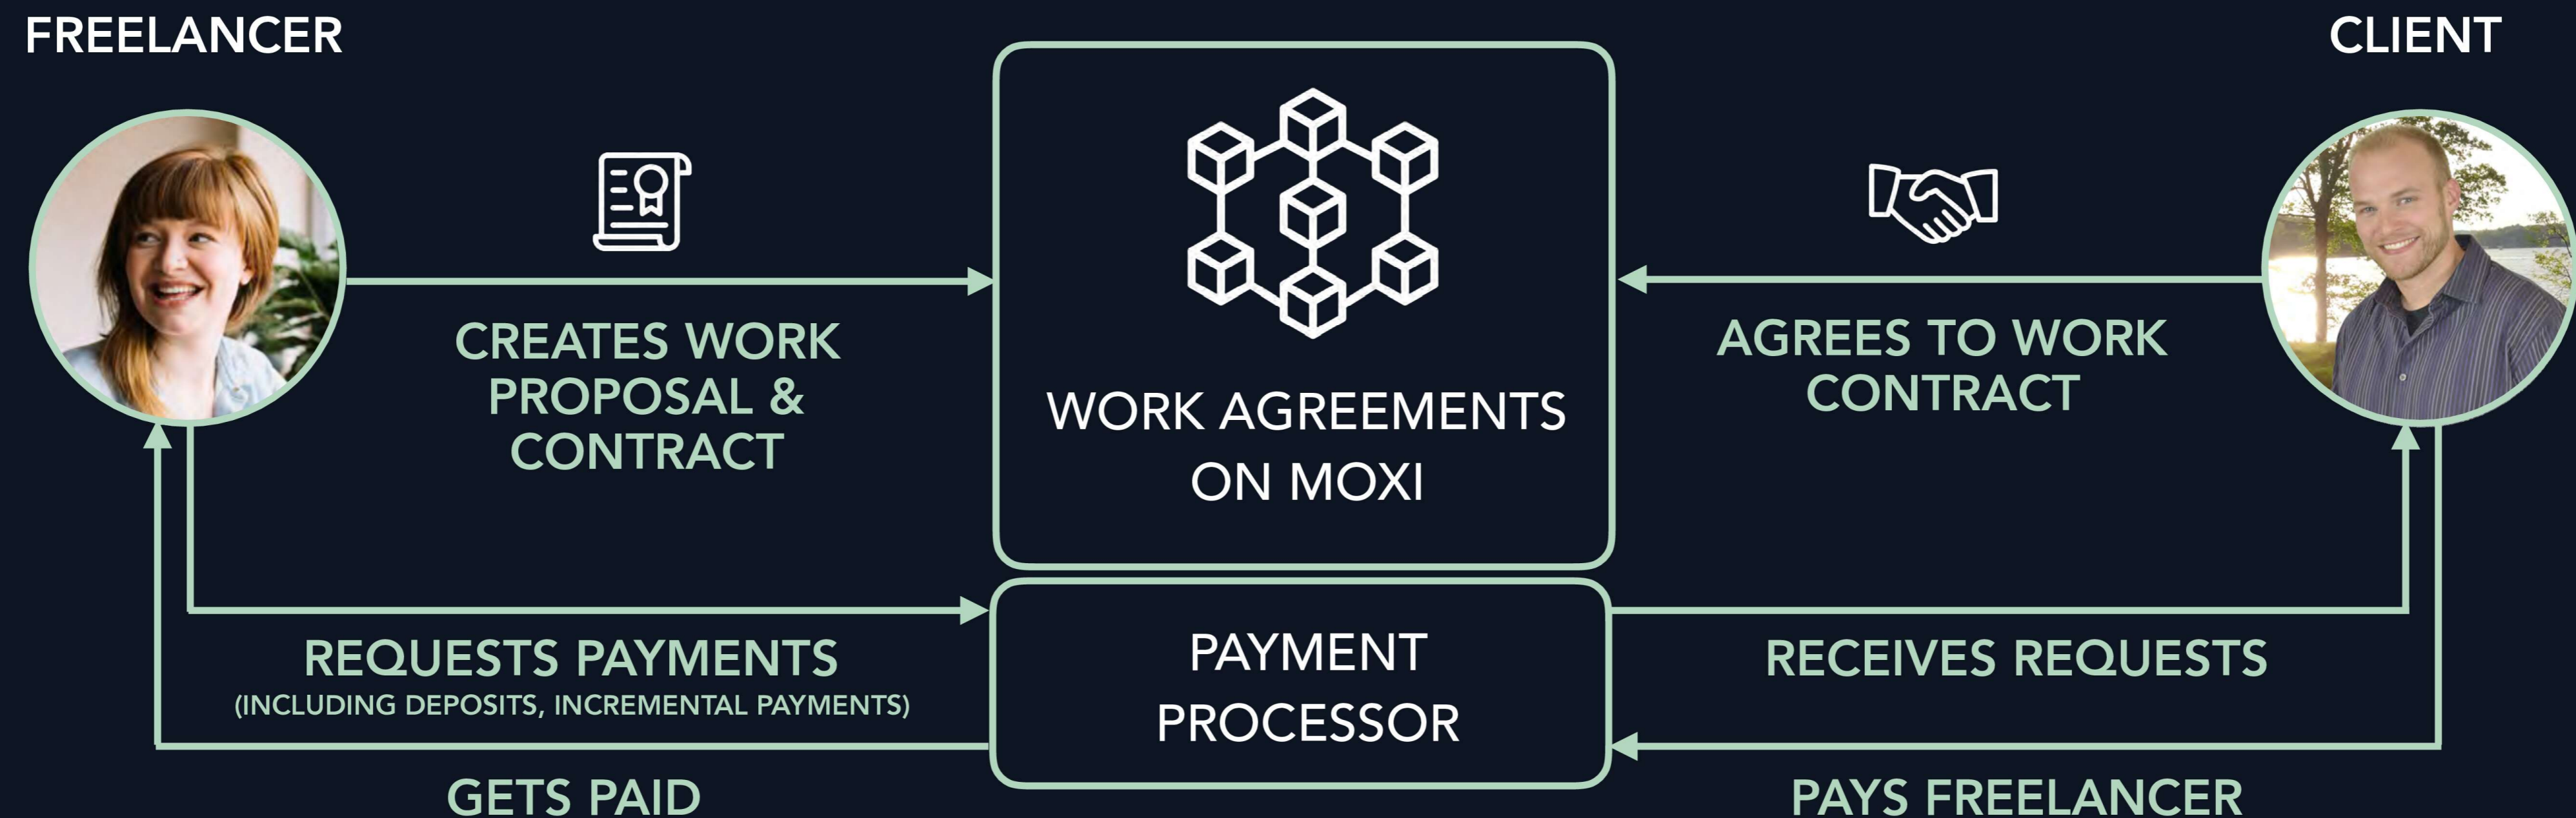 FREELANCER
CLIENT
CREATES WORK
PROPOSAL &
CONTRACT
WORK AGREEMENTS
ON MOXI
AGREES TO WORK
CONTRACT
REQUESTS PAYMENTS
(INCLUDING DEPOSITS, INCREMENTAL PAYMENTS)
GETS PAID
PAYMENT
PROCESSOR
RECEIVES REQUESTS
PAYS FREELANCER